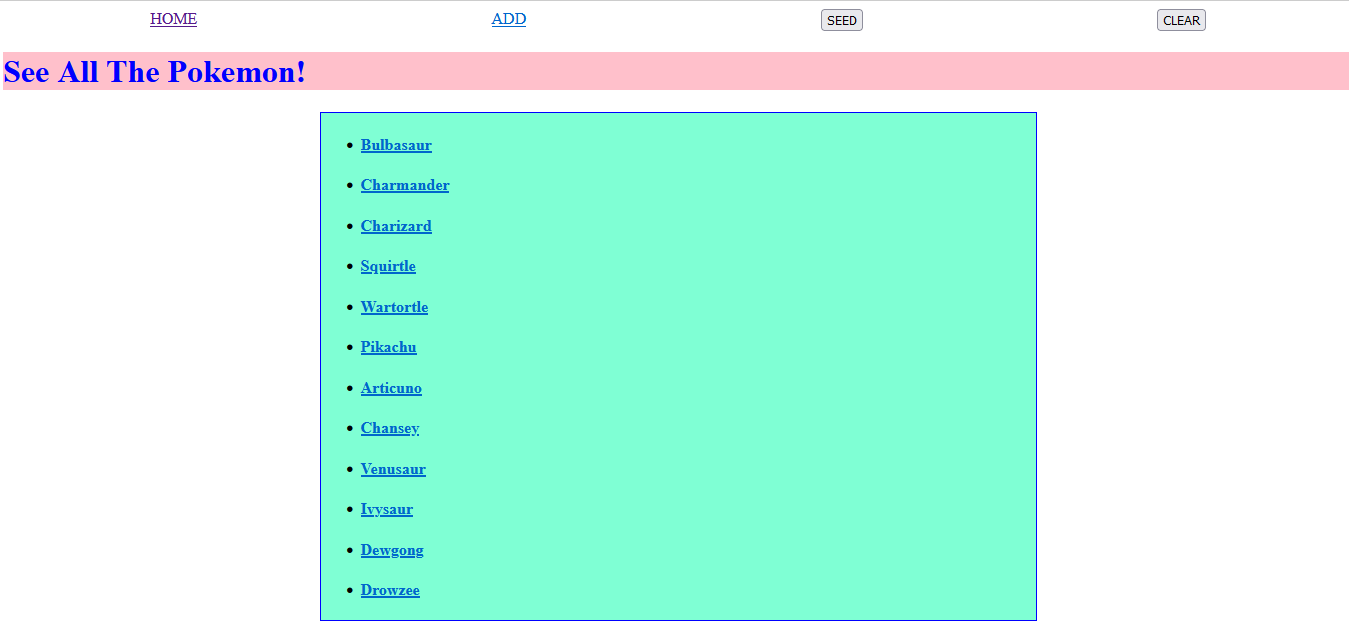 HOME ADD SEED CLEAR
See All The Pokemon!
Bulbasaur
Charmander
Charizard
Squirtle
Wartortle
Pikachu
Articuno
Chansey
Venusaur
Ivysaur
Dewgong
Drowzee